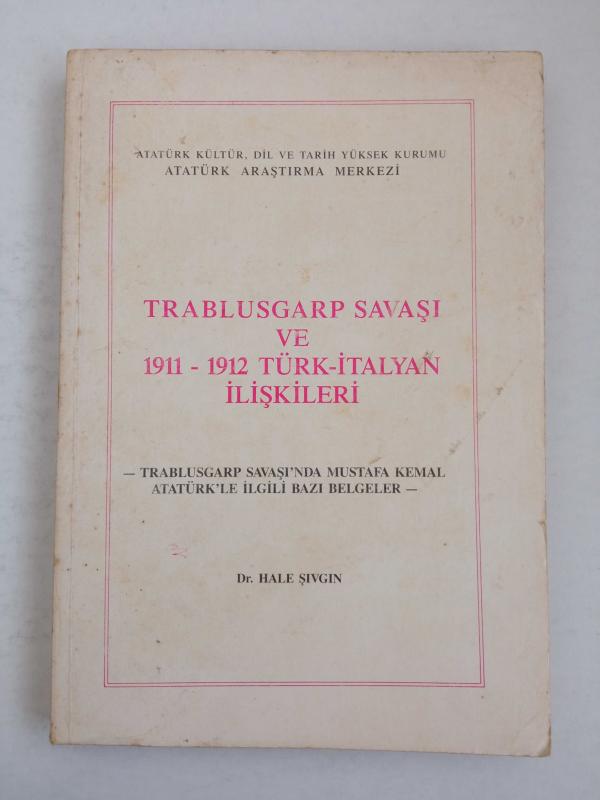 ATATÜRK KÜLTÜR, DİL VE TARİH YÜKSEK KURUMU
ATATÜRK ARAŞTIRMA MERKEZİ
TRABLUSGARP SAVAŞI
VE
1911 - 1912 TÜRK-İTALYAN
İLİŞKİLERİ
— TRABLUSGARP SAVAŞI'NDA MUSTAFA KEMAL
ATATÜRK'LE İLGİLİ BAZI BELGELER —
Dr. HALE ŞIVGIN